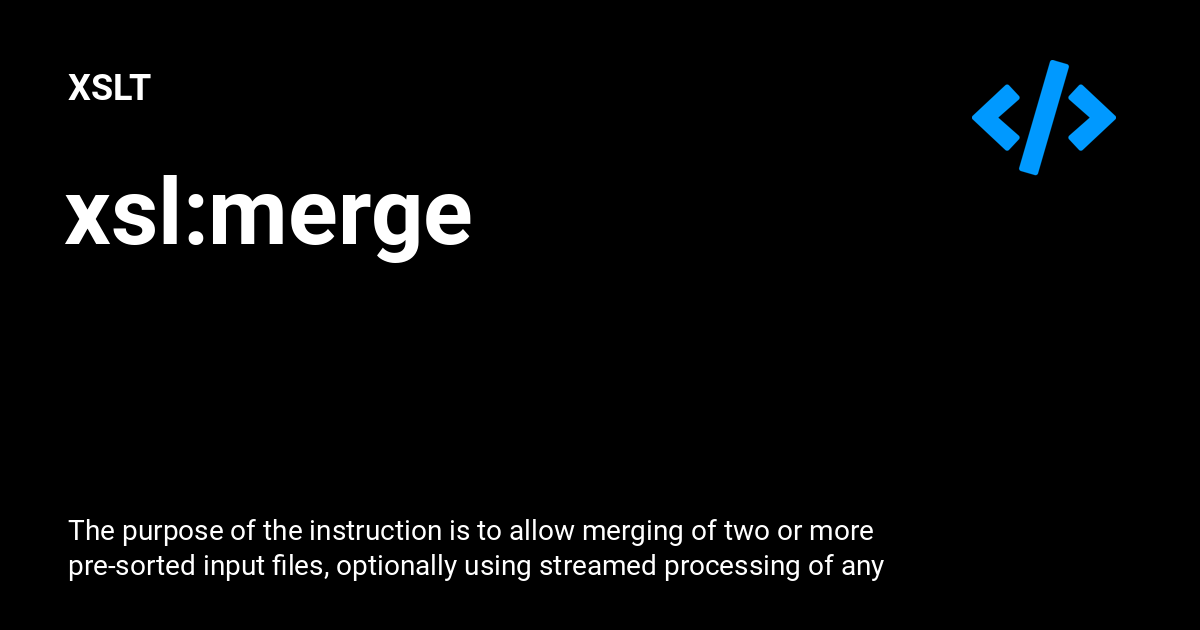 XSLT
xsl:merge
The purpose of the instruction is to allow merging of two or more
pre-sorted input files, optionally using streamed processing of any